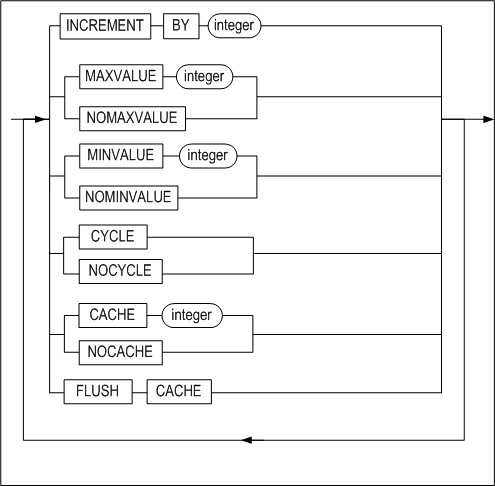 INCREMENT BY integer
MAXVALUE integer
NOMAXVALUE
MINVALUE integer
NOMINVALUE
CYCLE
NOCYCLE
CACHE integer
NOCACHE
FLUSH CACHE